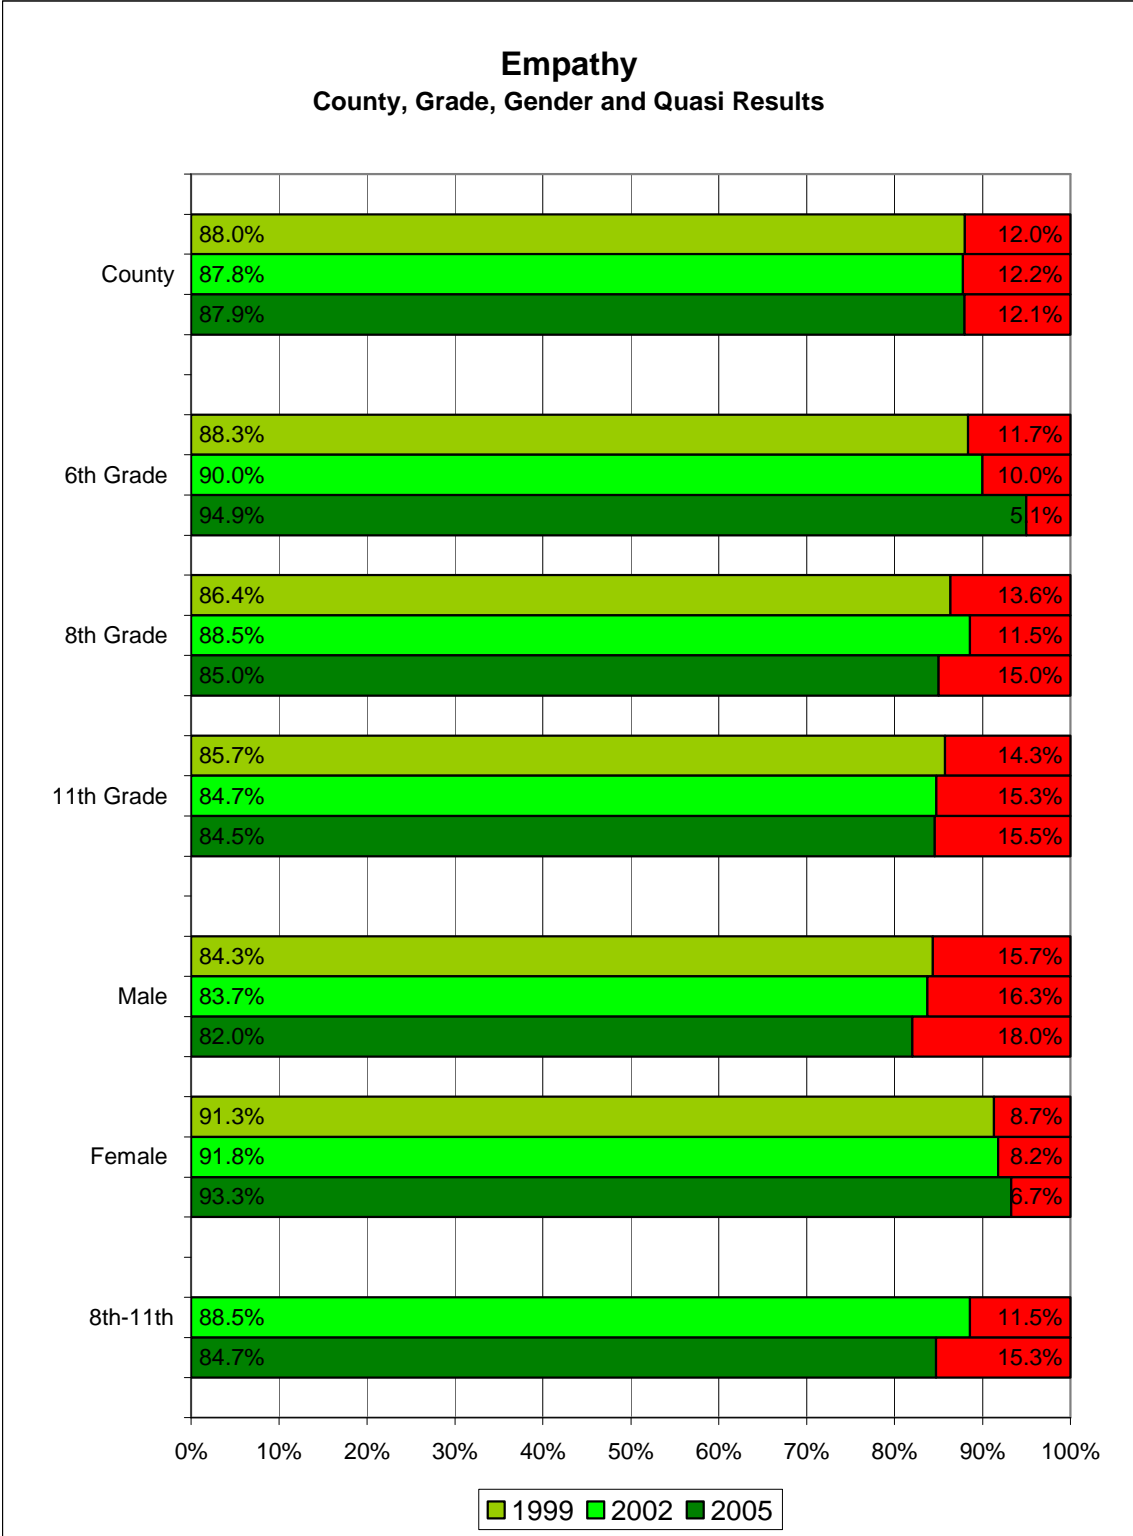 Empathy
County, Grade, Gender and Quasi Results
88.0% 12.0%
County 87.8% 12.2%
87.9% 12.1%
88.3% 11.7%
6th Grade 90.0% 10.0%
94.9% 5.1%
86.4% 13.6%
8th Grade 88.5% 11.5%
85.0% 15.0%
85.7% 14.3%
11th Grade 84.7% 15.3%
84.5% 15.5%
84.3% 15.7%
Male 83.7% 16.3%
82.0% 18.0%
91.3% 8.7%
Female 91.8% 8.2%
93.3% 6.7%
8th-11th 88.5% 11.5%
84.7% 15.3%
0% 10% 20% 30% 40% 50% 60% 70% 80% 90% 100%
1999 2002 2005